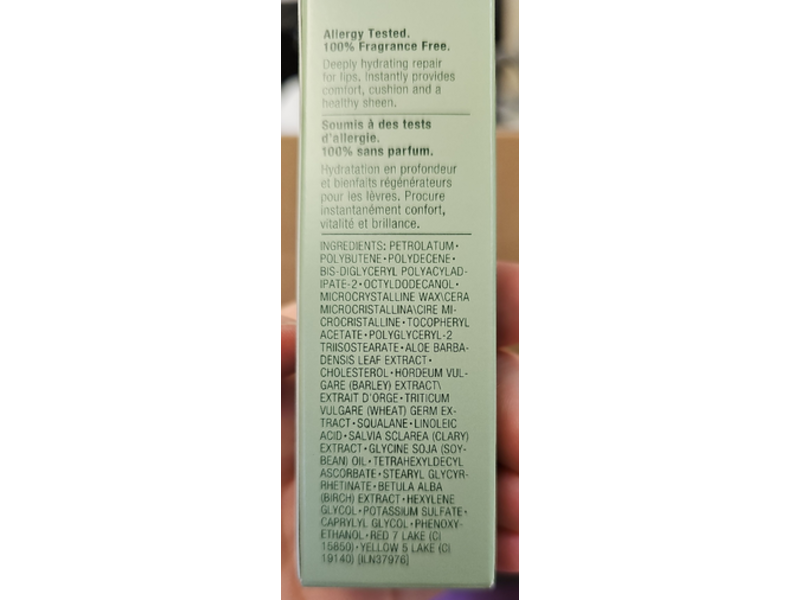 Allergy Tested.
100% Fragrance Free.
Deeply hydrating repair
for lips. Instantly provides
comfort, cushion and a
healthy sheen.
Soumis à des tests
d'allergie.
100% sans parfum.
Hydratation en profondeur
et bienfaits régénérateurs
pour les lèvres. Procure
instantanément confort,
vitalité et brillance.
INGREDIENTS: PETROLATUM•
POLYBUTENE•POLYDECENE•
BIS-DIGLYCERYL POLYACYLAD-
IPATE-2•OCTYLDODECANOL•
MICROCRYSTALLINE WAX\CERA
MICROCRISTALLINA\CIRE MI-
CROCRISTALLINE•TOCOPHERYL
ACETATE•POLYGLYCERYL-2
TRIISOSTEARATE•ALOE BARBA-
DENSIS LEAF EXTRACT•
CHOLESTEROL•HORDEUM VUL-
GARE (BARLEY) EXTRACT\
EXTRAIT D'ORGE•TRITICUM
VULGARE (WHEAT) GERM EX-
TRACT•SQUALANE•LINOLEIC
ACID•SALVIA SCLAREA (CLARY)
EXTRACT•GLYCINE SOJA (SOY-
BEAN) OIL•TETRAHEXYLDECYL
ASCORBATE•STEARYL GLYCYR-
RHETINATE•BETULA ALBA
(BIRCH) EXTRACT•HEXYLENE
GLYCOL•POTASSIUM SULFATE•
CAPRYLYL GLYCOL•PHENOXY-
ETHANOL•RED 7 LAKE (CI
15850)•YELLOW 5 LAKE (CI
19140) [ILN37976]